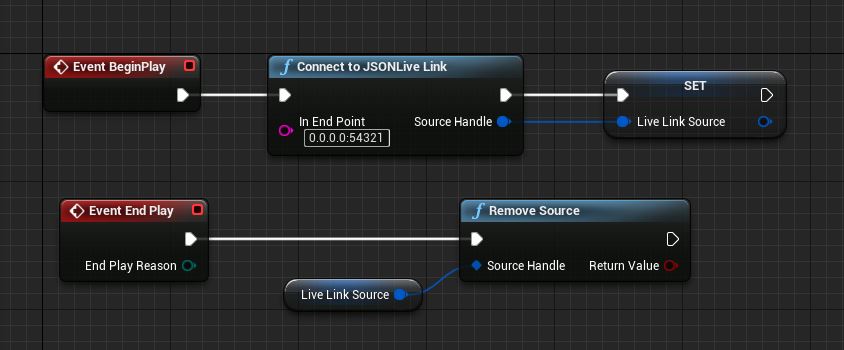 Event BeginPlay
Connect to JSONLive Link
In End Point
0.0.0.0:54321
Source Handle
SET
Live Link Source
Event End Play
End Play Reason
Remove Source
Source Handle
Return Value
Live Link Source